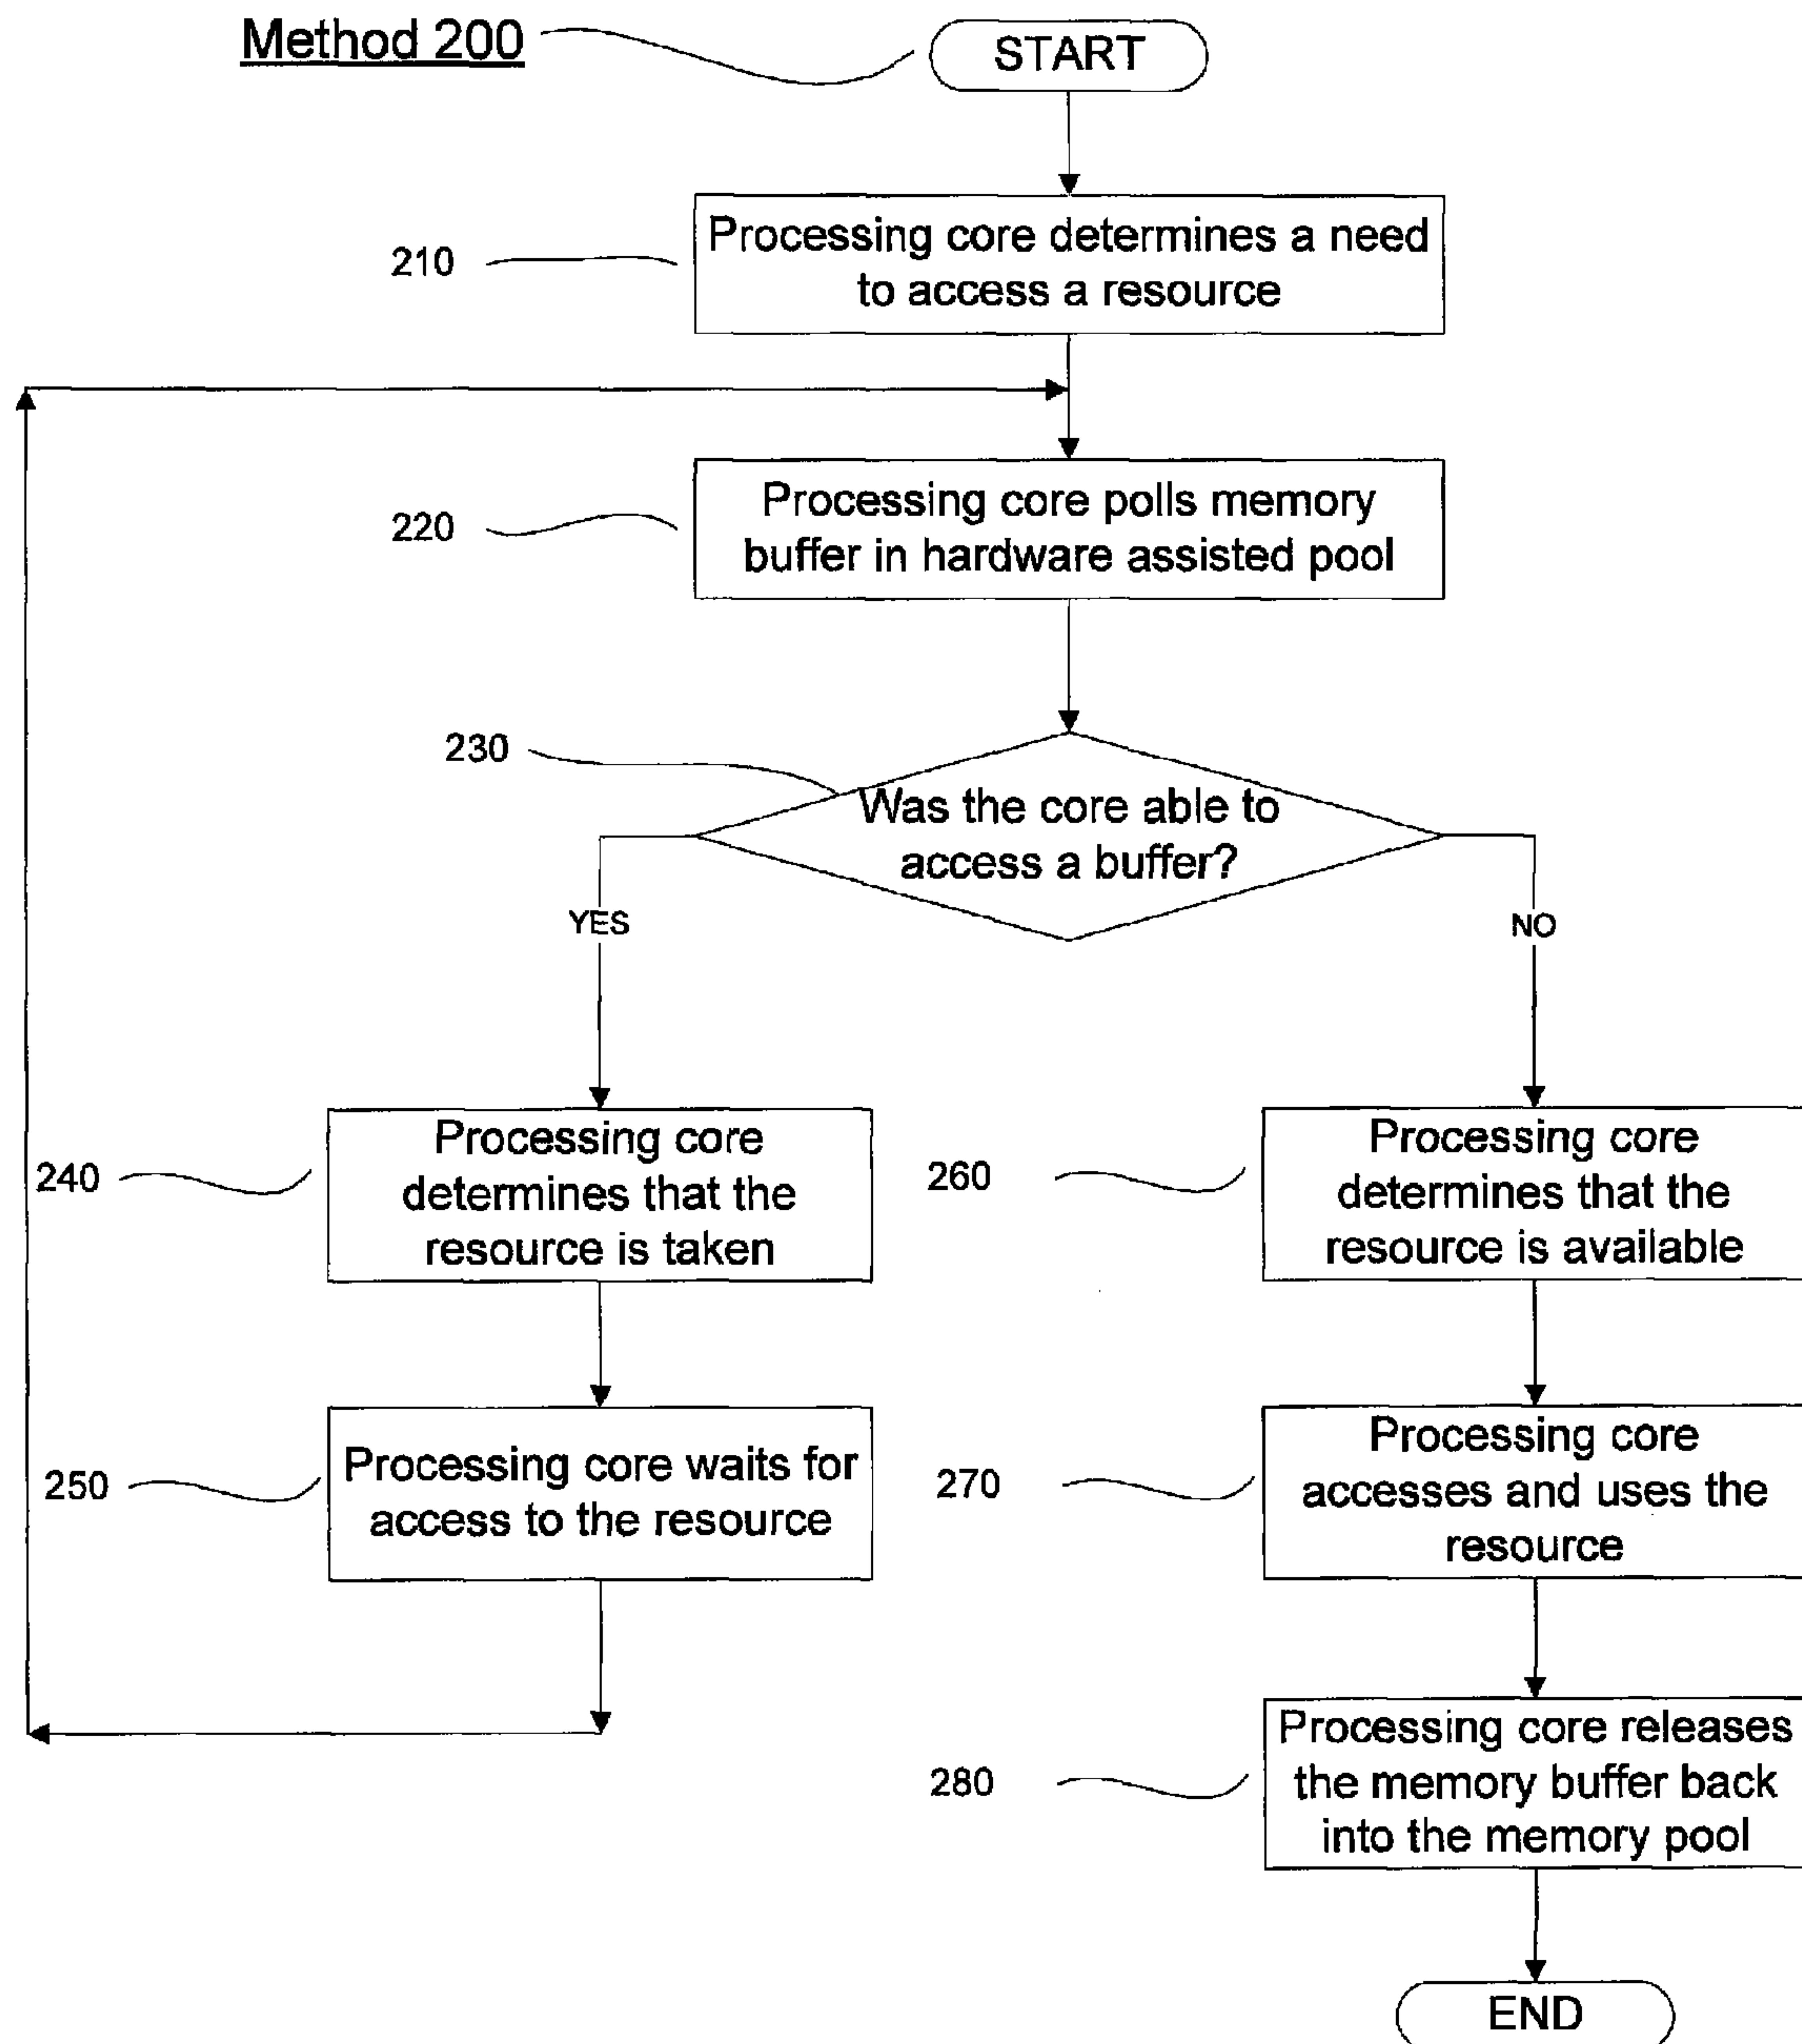 Method 200
START
210
Processing core determines a need
to access a resource
220
Processing core polls memory
buffer in hardware assisted pool
230
Was the core able to
access a buffer?
YES
NO
240
Processing core
determines that the
resource is taken
260
Processing core
determines that the
resource is available
250
Processing core waits for
access to the resource
270
Processing core
accesses and uses the
resource
280
Processing core releases
the memory buffer back
into the memory pool
END